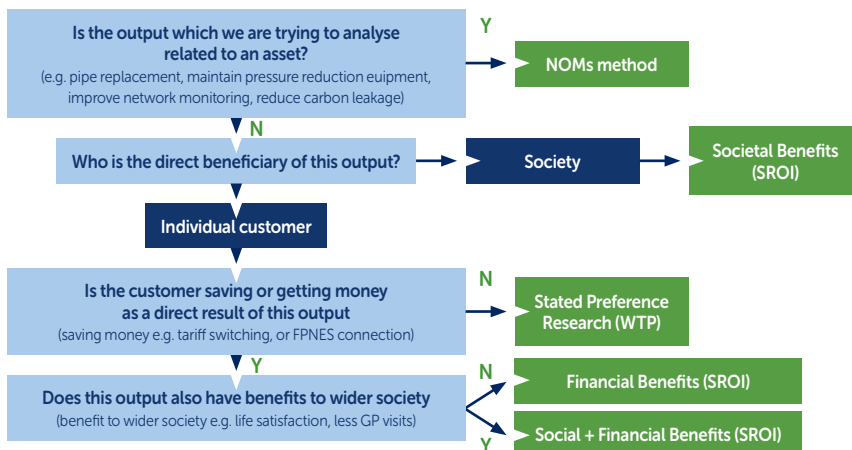 Is the output which we are trying to analyse
related to an asset?
(e.g. pipe replacement, maintain pressure reduction euipment,
improve network monitoring, reduce carbon leakage)
Y
NOMs method
N
Who is the direct beneficiary of this output?
Society
Societal Benefits
(SROI)
Individual customer
Is the customer saving or getting money
as a direct result of this output
(saving money e.g. tariff switching, or FPNES connection)
N
Stated Preference
Research (WTP)
Y
Does this output also have benefits to wider society
(benefit to wider society e.g. life satisfaction, less GP visits)
N
Financial Benefits (SROI)
Y
Social + Financial Benefits (SROI)